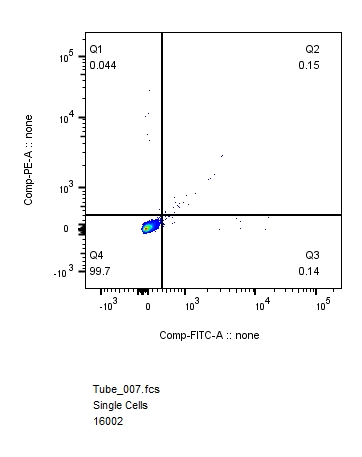 Q1
0.044
Q2
0.15
10^5
10^4
10^3
0
-10^3
Comp-PE-A :: none
Q4
99.7
Q3
0.14
-10^3
0
10^3
10^4
10^5
Comp-FITC-A :: none
Tube_007.fcs
Single Cells
16002